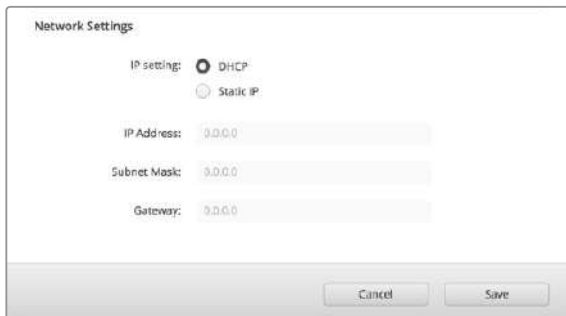 Network Settings
IP setting: DHCP
Static IP
IP Address: 0.0.0.0
Subnet Mask: 0.0.0.0
Gateway: 0.0.0.0
Cancel Save